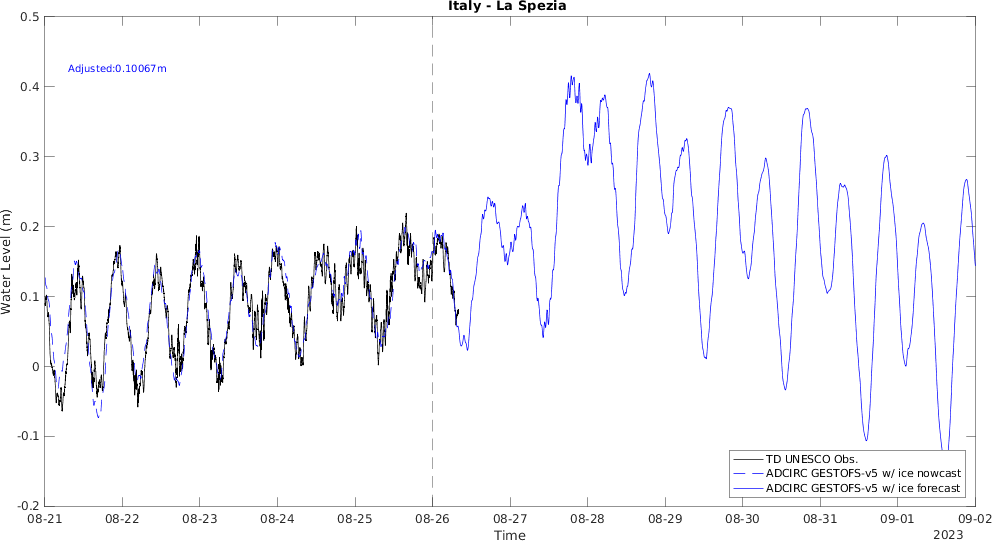 Italy - La Spezia
Adjusted:0.10067m
Water Level (m)
0.5
0.4
0.3
0.2
0.1
0
-0.1
-0.2
TD UNESCO Obs.
ADCIRC GESTOFS-v5 w/ ice nowcast
ADCIRC GESTOFS-v5 w/ ice forecast
08-21 08-22 08-23 08-24 08-25 08-26 08-27 08-28 08-29 08-30 08-31 09-01 09-02
Time
2023